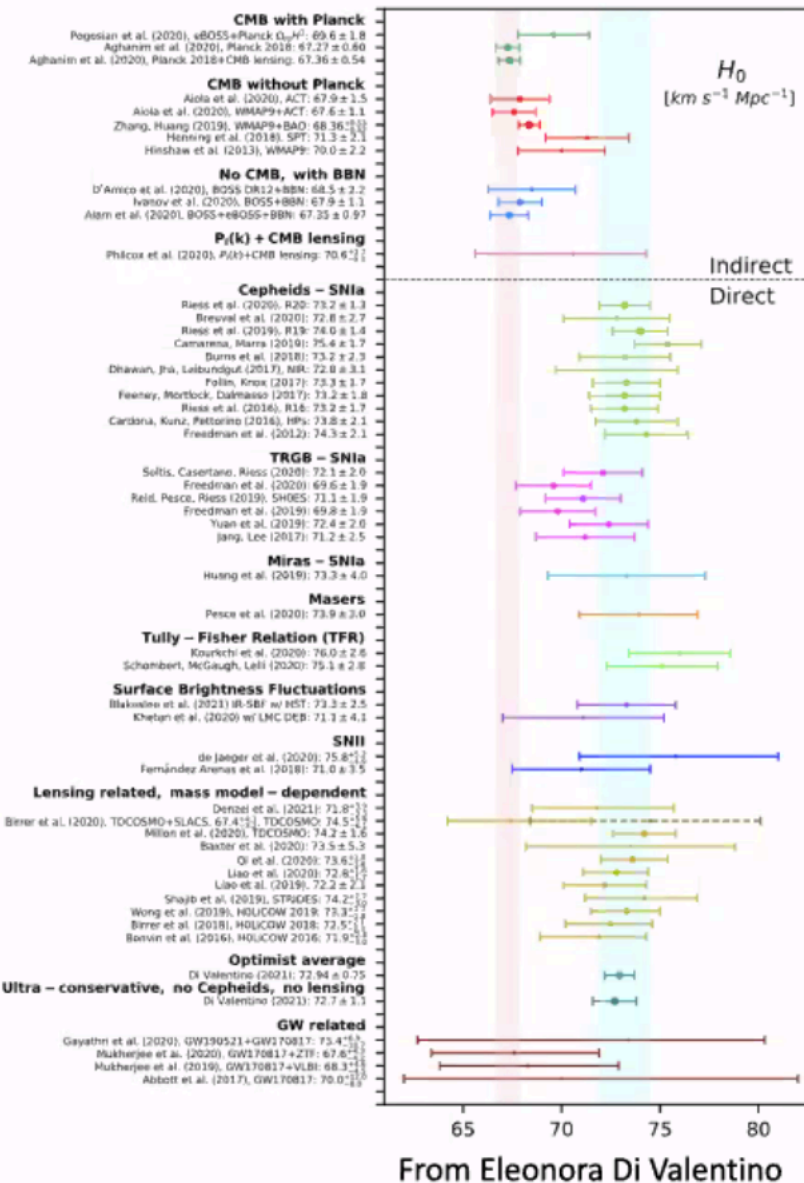 CMB with Planck
Pogosian et al. (2020), eBOSS+Planck ΩmH²: 69.6 ± 1.8
Aghanim et al. (2020), Planck 2018: 67.27 ± 0.60
Aghanim et al. (2020), Planck 2018+CMB lensing: 67.36 ± 0.54
H₀
[km s⁻¹ Mpc⁻¹]
CMB without Planck
Aiola et al. (2020), ACT: 67.9 ± 1.5
Aiola et al. (2020), WMAP9+ACT: 67.6 ± 1.1
Zhang, Huang (2019), WMAP9+BAO: 68.36
Henning et al. (2018), SPT: 71.3 ± 2.1
Hinshaw et al. (2013), WMAP9: 70.0 ± 2.2
No CMB, with BBN
D'Amico et al. (2020), BOSS DR12+BBN: 68.5 ± 2.2
Ivanov et al. (2020), BOSS+BBN: 67.9 ± 1.1
Alam et al. (2020), BOSS+eBOSS+BBN: 67.35 ± 0.97
Pₗ(k) + CMB lensing
Philcox et al. (2020), Pₗ(k)+CMB lensing: 70.6
Indirect
Direct
Cepheids – SNIa
Riess et al. (2020), R20: 73.2 ± 1.3
Breuval et al. (2020): 72.8 ± 2.7
Riess et al. (2019), R19: 74.0 ± 1.4
Camarena, Marra (2019): 75.4 ± 1.7
Burns et al. (2018): 73.2 ± 2.3
Dhawan, Jha, Leibundgut (2017), NIR: 72.8 ± 3.1
Follin, Knox (2017): 73.3 ± 1.7
Feeney, Mortlock, Dalmasso (2017): 73.2 ± 1.8
Riess et al. (2016), R16: 73.2 ± 1.7
Cardona, Kunz, Pettorino (2016), HPs: 73.8 ± 2.1
Freedman et al. (2012): 74.3 ± 2.1
TRGB – SNIa
Soltis, Casertano, Riess (2020): 72.1 ± 2.0
Freedman et al. (2020): 69.6 ± 1.9
Reid, Pesce, Riess (2019), SH0ES: 71.1 ± 1.9
Freedman et al. (2019): 69.8 ± 1.9
Yuan et al. (2019): 72.4 ± 2.0
Jang, Lee (2017): 71.2 ± 2.5
Miras – SNIa
Huang et al. (2019): 73.3 ± 4.0
Masers
Pesce et al. (2020): 73.9 ± 3.0
Tully – Fisher Relation (TFR)
Kourkchi et al. (2020): 76.0 ± 2.6
Schombert, McGaugh, Lelli (2020): 75.1 ± 2.8
Surface Brightness Fluctuations
Blakeslee et al. (2021) IR-SBF w/ HST: 73.3 ± 2.5
Khetan et al. (2020) w/ LMC DEB: 71.1 ± 4.1
SNII
de Jaeger et al. (2020): 75.8
Fernández Arenas et al. (2018): 71.0 ± 3.5
Lensing related, mass model – dependent
Denzel et al. (2021): 71.8
Birrer et al. (2020), TDCOSMO+SLACS: 67.4 TDCOSMO: 74.5
Millon et al. (2020), TDCOSMO: 74.2 ± 1.6
Baxter et al. (2020): 73.5 ± 5.3
Qi et al. (2020): 73.6
Liao et al. (2020): 72.8
Liao et al. (2019): 72.2 ± 2.1
Shajib et al. (2019), STRIDES: 74.2
Wong et al. (2019), H0LiCOW 2019: 73.3
Birrer et al. (2018), H0LiCOW 2018: 72.5
Bonvin et al. (2016), H0LiCOW 2016: 71.9
Optimist average
Di Valentino (2021): 72.94 ± 0.75
Ultra – conservative, no Cepheids, no lensing
Di Valentino (2021): 72.7 ± 1.1
GW related
Gayathri et al. (2020), GW190521+GW170817: 73.4
Mukherjee et al. (2020), GW170817+ZTF: 67.6
Mukherjee et al. (2019), GW170817+VLBI: 68.3
Abbott et al. (2017), GW170817: 70.0
65 70 75 80
From Eleonora Di Valentino